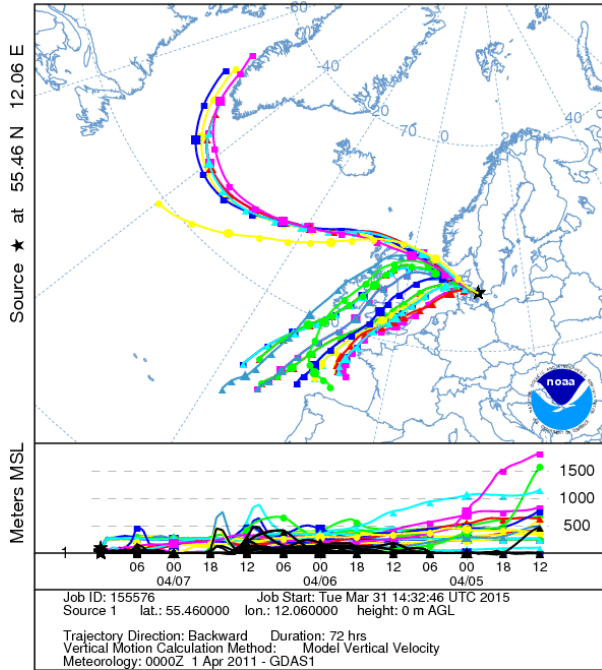 Source ★ at 55.46 N 12.06 E
60
-40
-20
70
20
0
40
60
noaa
Meters MSL
1500
1000
500
1
06 00 18 12 06 00 18 12 06 00 18 12
04/07 04/06 04/05
Job ID: 155576 Job Start: Tue Mar 31 14:32:46 UTC 2015
Source 1 lat.: 55.460000 lon.: 12.060000 height: 0 m AGL
Trajectory Direction: Backward Duration: 72 hrs
Vertical Motion Calculation Method: Model Vertical Velocity
Meteorology: 0000Z 1 Apr 2011 - GDAS1